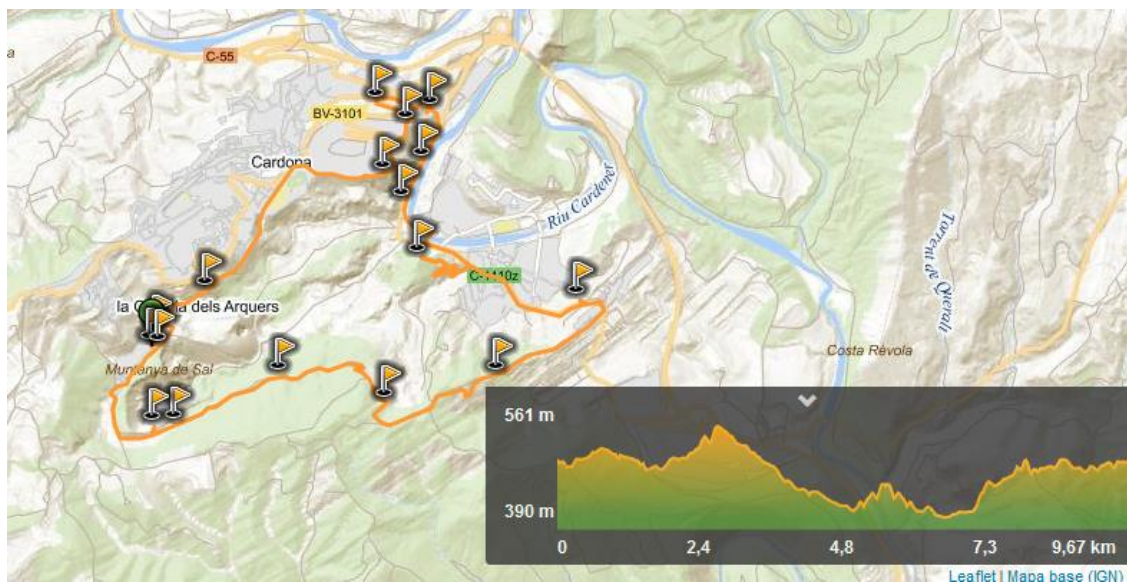 a
C-55
BV-3101
Cardona
Riu Cardener
C-1410z
la C a dels Arquers
Muntanya de Sal
Torrent de Querali
Costa Rèvola
561 m
390 m
0
2,4
4,8
7,3
9,67 km
Leaflet | Mapa base (IGN)